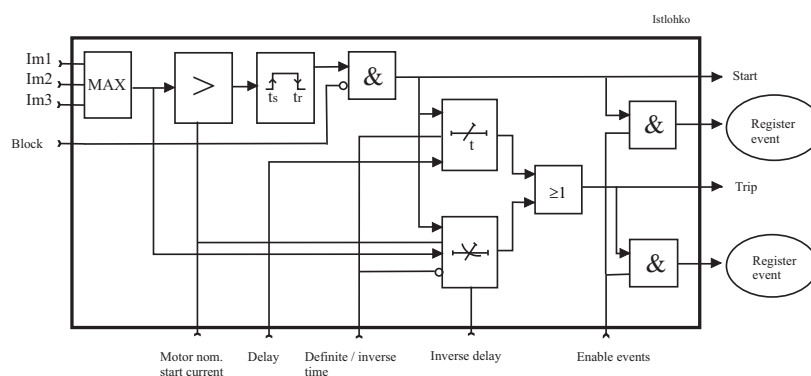 Istlohko
Im1
Im2
Im3
MAX
>
ts tr
&
Start
Block
t
&
Register
event
≥1
Trip
&
Register
event
Motor nom.
start current
Delay
Definite / inverse
time
Inverse delay
Enable events